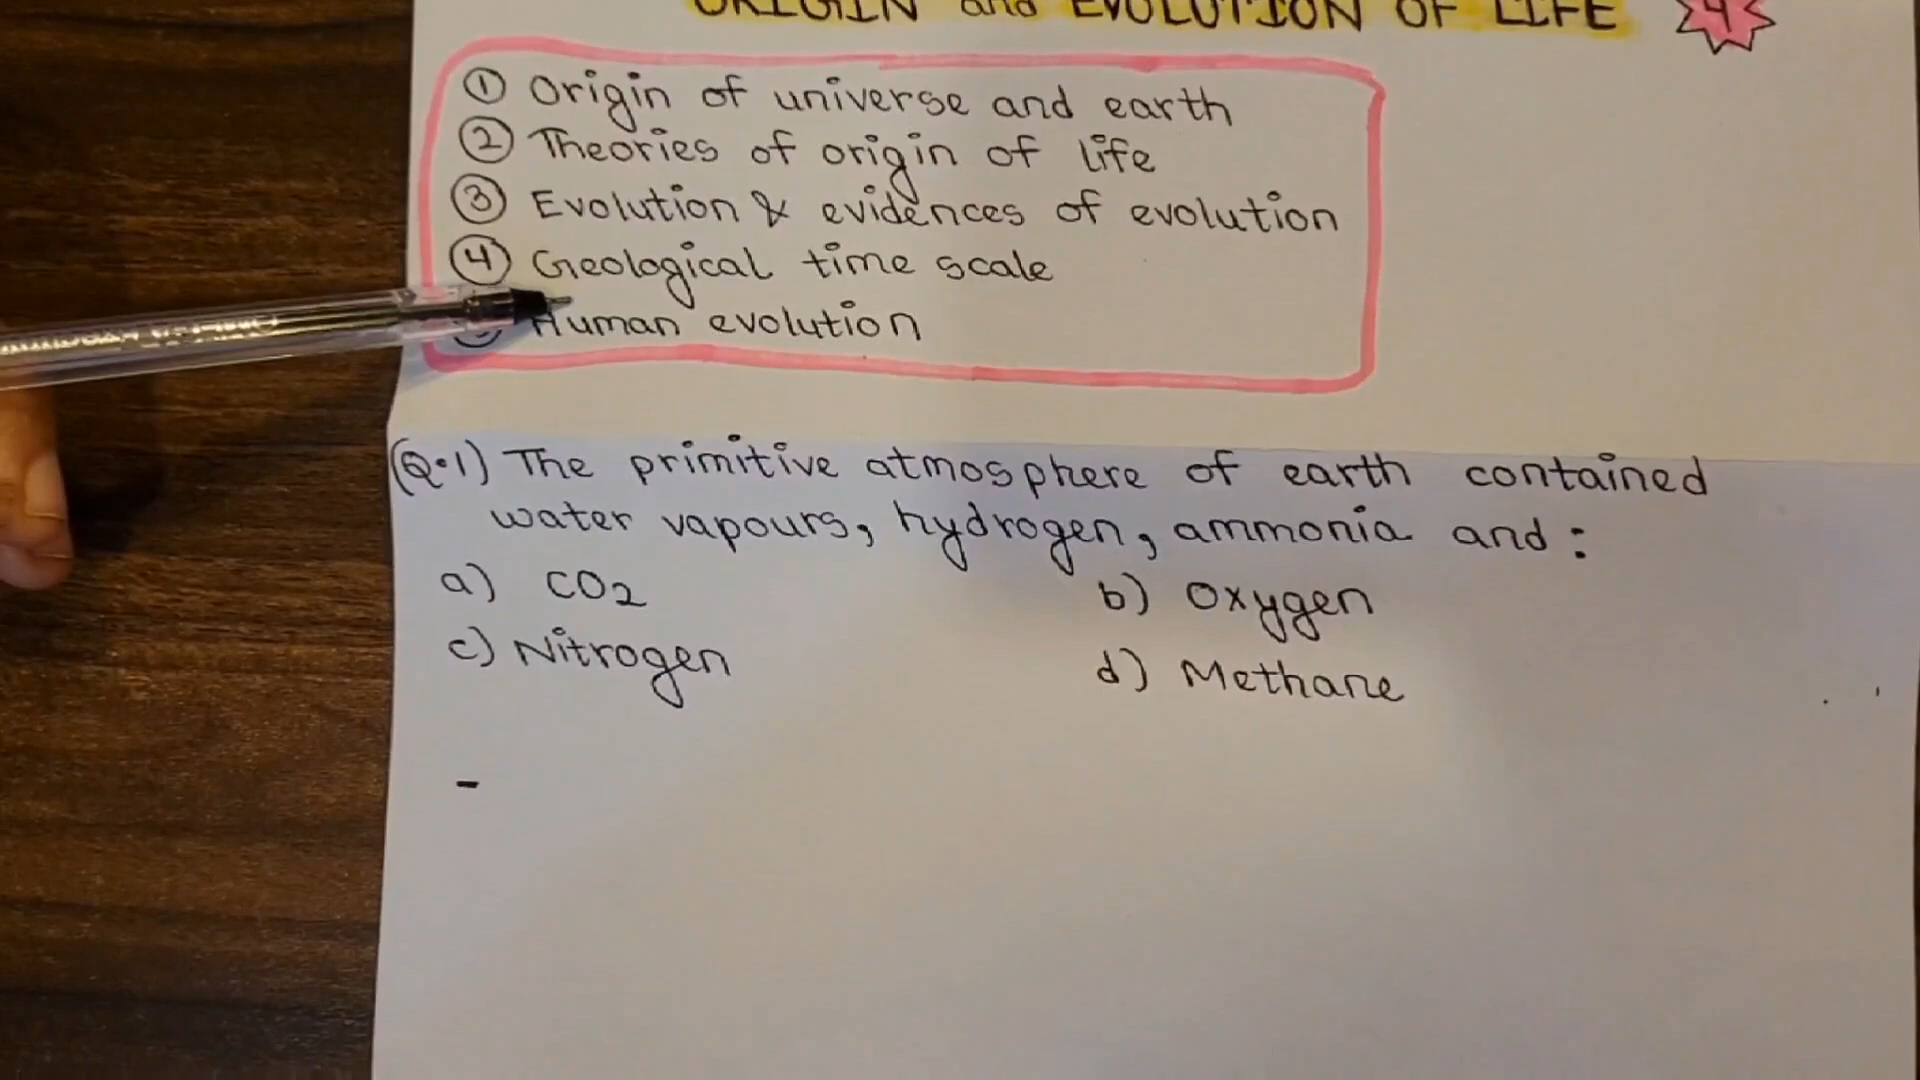 ORIGIN and EVOLUTION OF LIFE 4
① Origin of universe and earth
② Theories of origin of life
③ Evolution & evidences of evolution
④ Geological time scale
Human evolution
(Q.1) The primitive atmosphere of earth contained
water vapours, hydrogen, ammonia and :
a) CO2 b) Oxygen
c) Nitrogen d) Methane
-